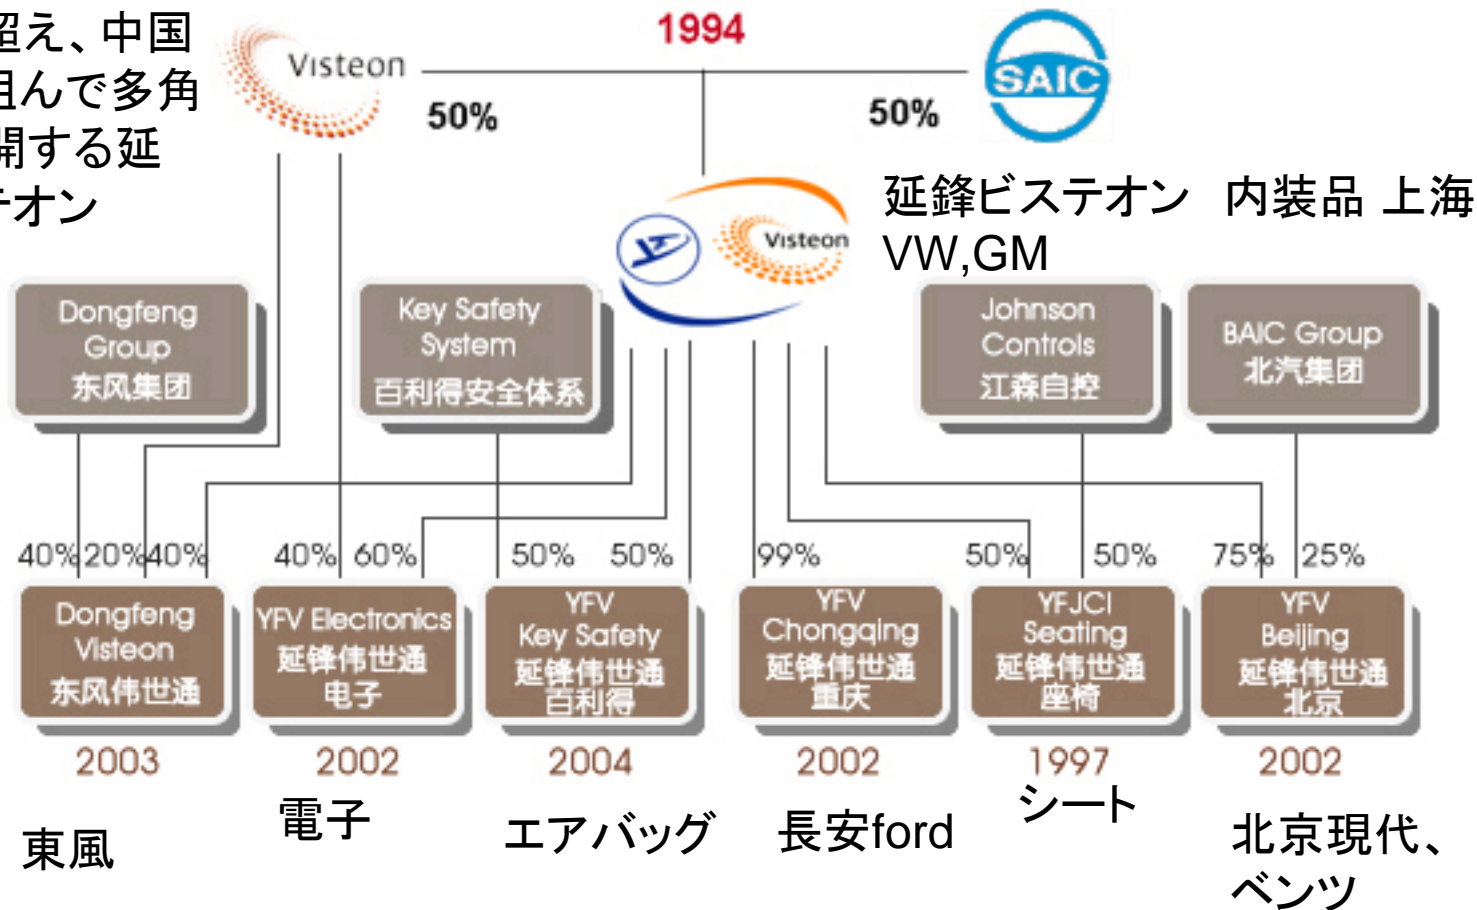 超え、中国
組んで多角
開する延
テオン
Visteon
1994
SAIC
50%
50%
延鋒ビステオン 内装品 上海
VW,GM
Visteon
Dongfeng
Group
东风集团
Key Safety
System
百利得安全体系
Johnson
Controls
江森自控
BAIC Group
北汽集团
40% 20% 40%
40% 60%
50% 50%
99%
50% 50%
75% 25%
Dongfeng
Visteon
东风伟世通
YFV Electronics
延锋伟世通
电子
YFV
Key Safety
延锋伟世通
百利得
YFV
Chongqing
延锋伟世通
重庆
YFJCI
Seating
延锋伟世通
座椅
YFV
Beijing
延锋伟世通
北京
2003
2002
2004
2002
1997
2002
東風
電子
エアバッグ
長安ford
シート
北京現代、
ベンツ